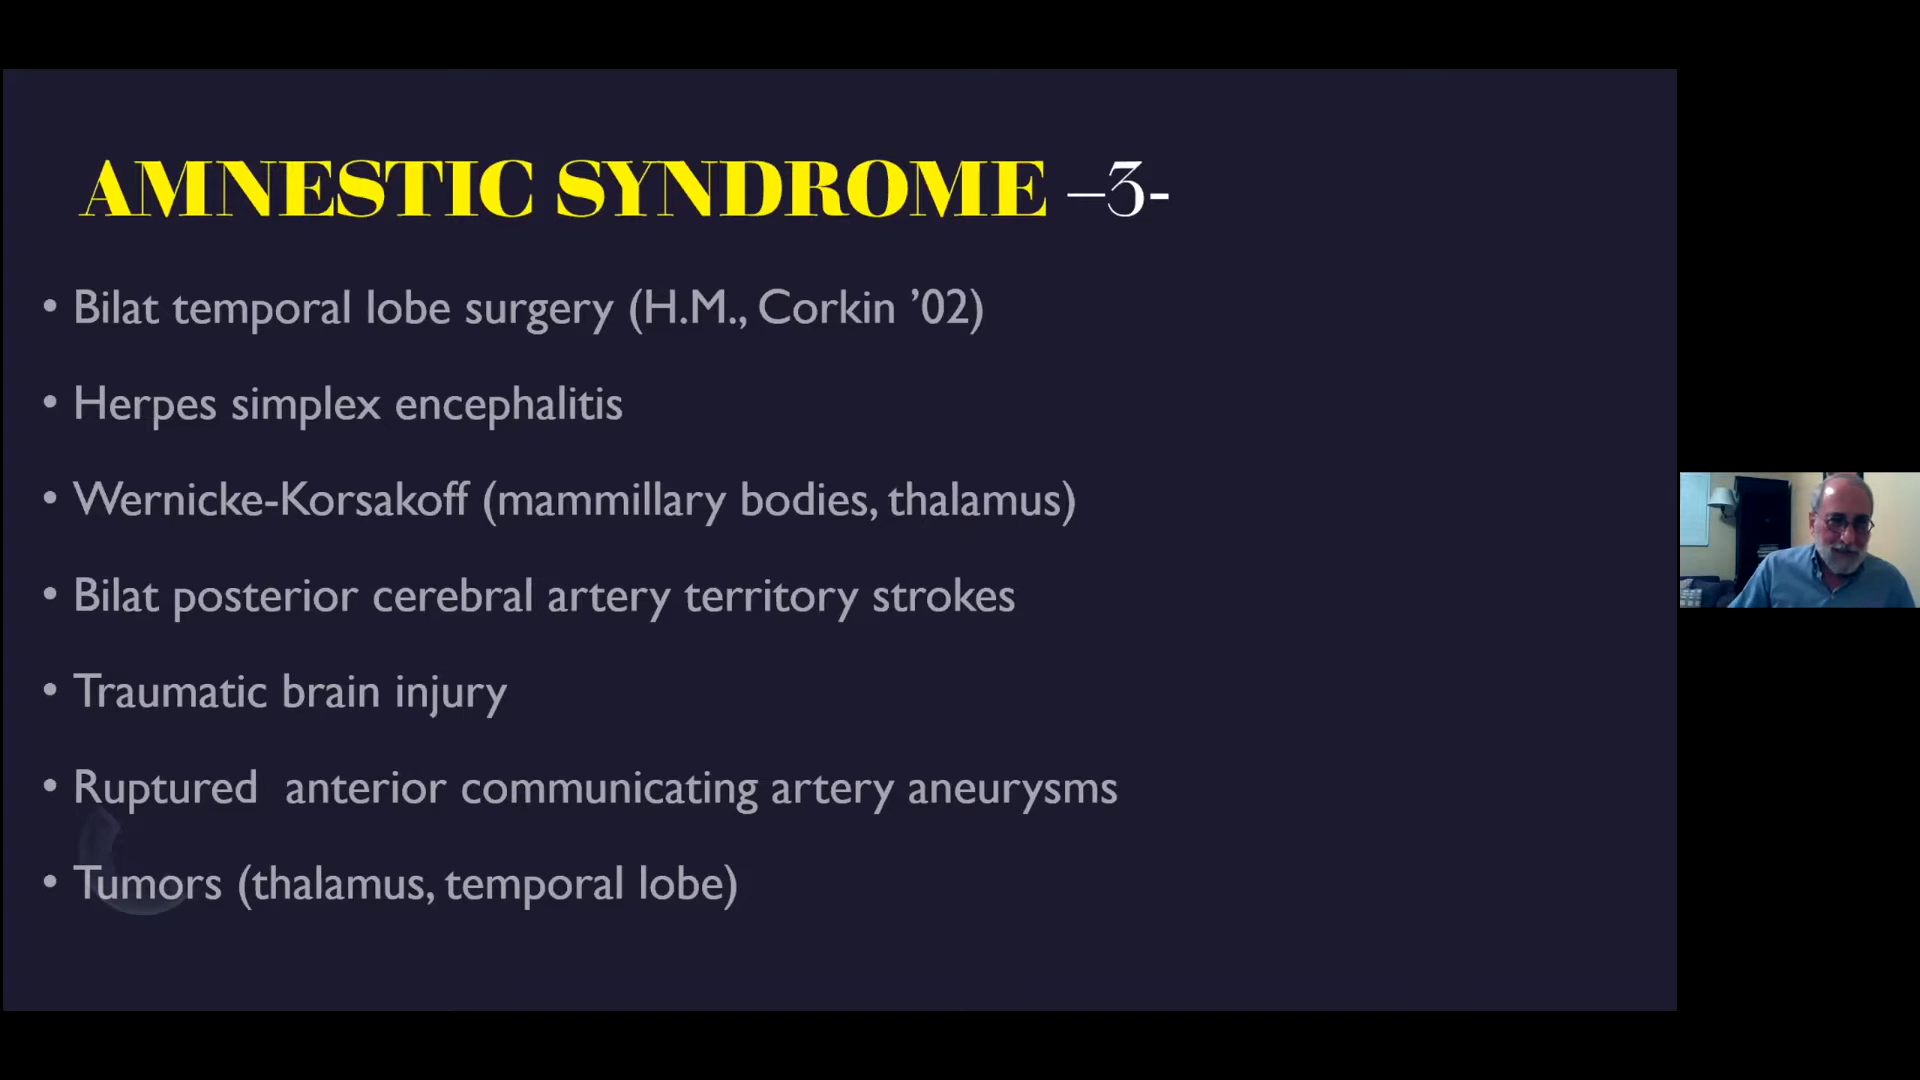 AMNESTIC SYNDROME –3-
• Bilat temporal lobe surgery (H.M., Corkin ’02)
• Herpes simplex encephalitis
• Wernicke-Korsakoff (mammillary bodies, thalamus)
• Bilat posterior cerebral artery territory strokes
• Traumatic brain injury
• Ruptured  anterior communicating artery aneurysms
• Tumors (thalamus, temporal lobe)